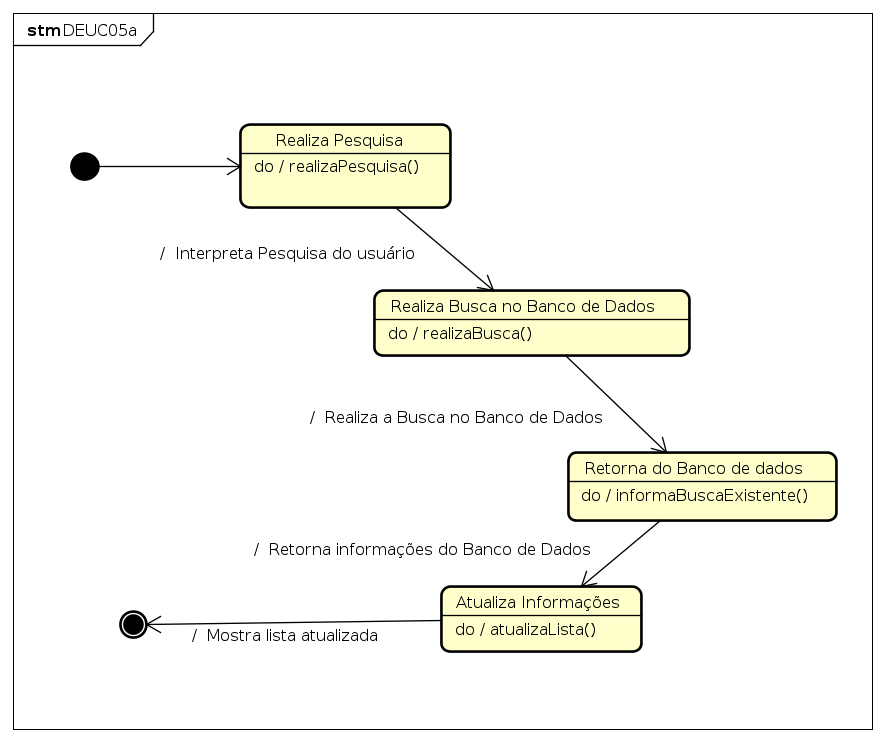 stm DEUC05a
Realiza Pesquisa
do / realizaPesquisa()
/ Interpreta Pesquisa do usuário
Realiza Busca no Banco de Dados
do / realizaBusca()
/ Realiza a Busca no Banco de Dados
Retorna do Banco de dados
do / informaBuscaExistente()
/ Retorna informações do Banco de Dados
Atualiza Informações
do / atualizaLista()
/ Mostra lista atualizada